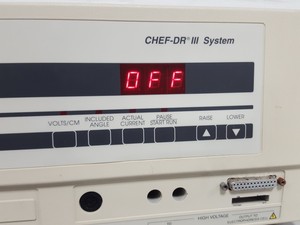 CHEF-DR® III System
OFF
VOLTS/CM
INCLUDED ANGLE
ACTUAL CURRENT
PAUSE START RUN
RAISE
LOWER
HIGH VOLTAGE